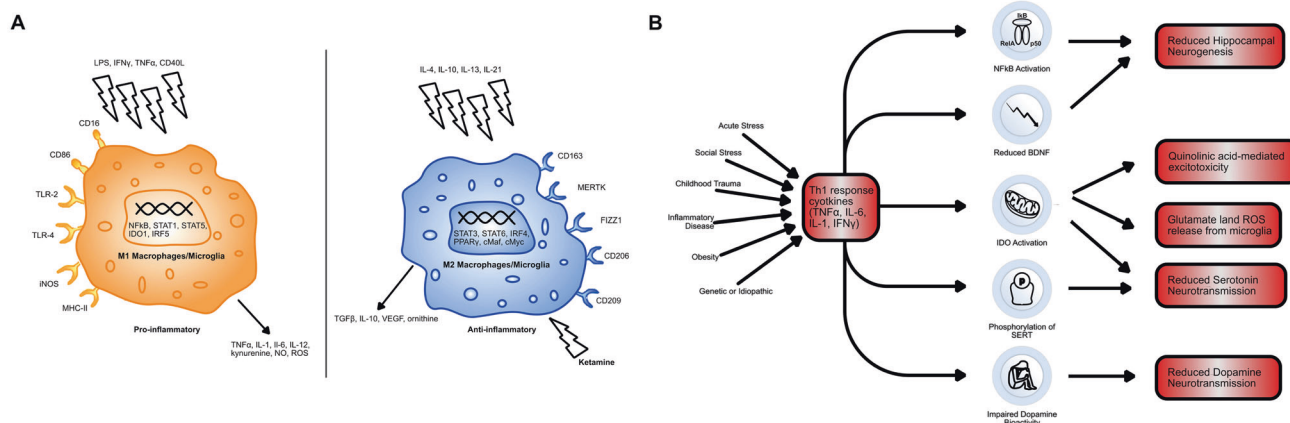 A
LPS, IFNγ, TNFα, CD40L
CD16
CD86
TLR-2
TLR-4
iNOS
MHC-II
NFkB, STAT1, STAT5,
IDO1, IRF5
M1 Macrophages/Microglia
Pro-inflammatory
TNFα, IL-1, Il-6, IL-12,
kynurenine, NO, ROS
IL-4, IL-10, IL-13, IL-21
CD163
MERTK
FIZZ1
CD206
CD209
STAT3, STAT6, IRF4,
PPARγ, cMaf, cMyc
M2 Macrophages/Microglia
TGFβ, IL-10, VEGF, ornithine
Anti-inflammatory
Ketamine
B
Acute Stress
Social Stress
Childhood Trauma
Inflammatory
Disease
Obesity
Genetic or Idiopathic
Th1 response
cyotkines
(TNFα, IL-6,
IL-1, IFNγ)
IkB
RelA
p50
NFkB Activation
Reduced BDNF
IDO Activation
P
Phosphorylation of
SERT
Impaired Dopamine
Bioactivity
Reduced Hippocampal
Neurogenesis
Quinolinic acid-mediated
excitotoxicity
Glutamate land ROS
release from microglia
Reduced Serotonin
Neurotransmission
Reduced Dopamine
Neurotransmission